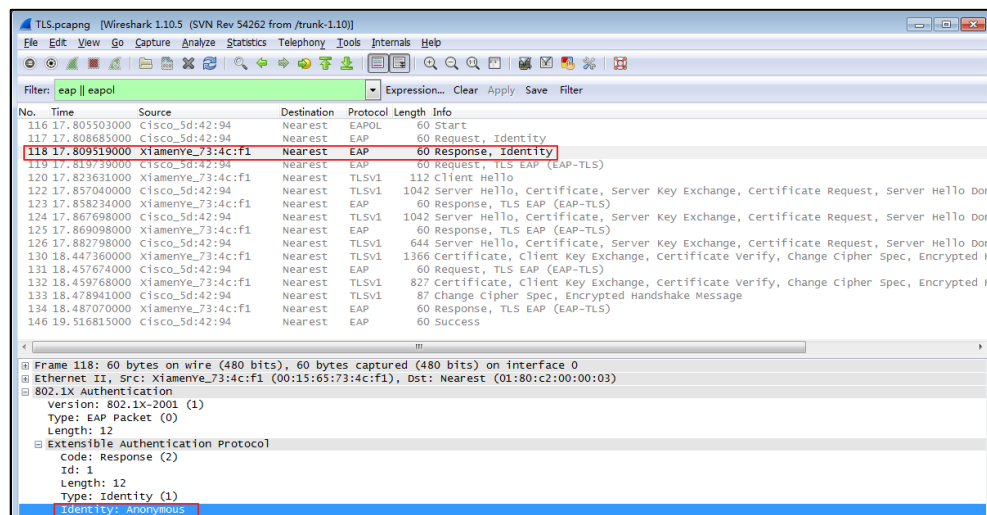 TLS.pcapng [Wireshark 1.10.5 (SVN Rev 54262 from /trunk-1.10)]
File Edit View Go Capture Analyze Statistics Telephony Tools Internals Help
Filter: eap || eapol Expression... Clear Apply Save Filter
No. Time Source Destination Protocol Length Info
116 17.805503000 Cisco_5d:42:94 Nearest EAPOL 60 Start
117 17.808685000 Cisco_5d:42:94 Nearest EAP 60 Request, Identity
118 17.809519000 XiamenYe_73:4c:f1 Nearest EAP 60 Response, Identity
119 17.819739000 Cisco_5d:42:94 Nearest EAP 60 Request, TLS EAP (EAP-TLS)
120 17.823631000 XiamenYe_73:4c:f1 Nearest TLSv1 112 Client Hello
122 17.857040000 Cisco_5d:42:94 Nearest TLSv1 1042 Server Hello, Certificate, Server Key Exchange, Certificate Request, Server Hello Dor
123 17.858234000 XiamenYe_73:4c:f1 Nearest EAP 60 Response, TLS EAP (EAP-TLS)
124 17.867698000 Cisco_5d:42:94 Nearest TLSv1 1042 Server Hello, Certificate, Server Key Exchange, Certificate Request, Server Hello Dor
125 17.869098000 XiamenYe_73:4c:f1 Nearest EAP 60 Response, TLS EAP (EAP-TLS)
126 17.882798000 Cisco_5d:42:94 Nearest TLSv1 644 Server Hello, Certificate, Server Key Exchange, Certificate Request, Server Hello Dor
130 18.447360000 XiamenYe_73:4c:f1 Nearest TLSv1 1366 Certificate, Client Key Exchange, Certificate Verify, Change Cipher Spec, Encrypted H
131 18.457674000 Cisco_5d:42:94 Nearest EAP 60 Request, TLS EAP (EAP-TLS)
132 18.459768000 XiamenYe_73:4c:f1 Nearest TLSv1 827 Certificate, Client Key Exchange, Certificate Verify, Change Cipher Spec, Encrypted H
133 18.478941000 Cisco_5d:42:94 Nearest TLSv1 87 Change Cipher Spec, Encrypted Handshake Message
134 18.487070000 XiamenYe_73:4c:f1 Nearest EAP 60 Response, TLS EAP (EAP-TLS)
146 19.516815000 Cisco_5d:42:94 Nearest EAP 60 Success
Frame 118: 60 bytes on wire (480 bits), 60 bytes captured (480 bits) on interface 0
Ethernet II, Src: XiamenYe_73:4c:f1 (00:15:65:73:4c:f1), Dst: Nearest (01:80:c2:00:00:03)
802.1X Authentication
Version: 802.1X-2001 (1)
Type: EAP Packet (0)
Length: 12
Extensible Authentication Protocol
Code: Response (2)
Id: 1
Length: 12
Type: Identity (1)
Identity: Anonymous